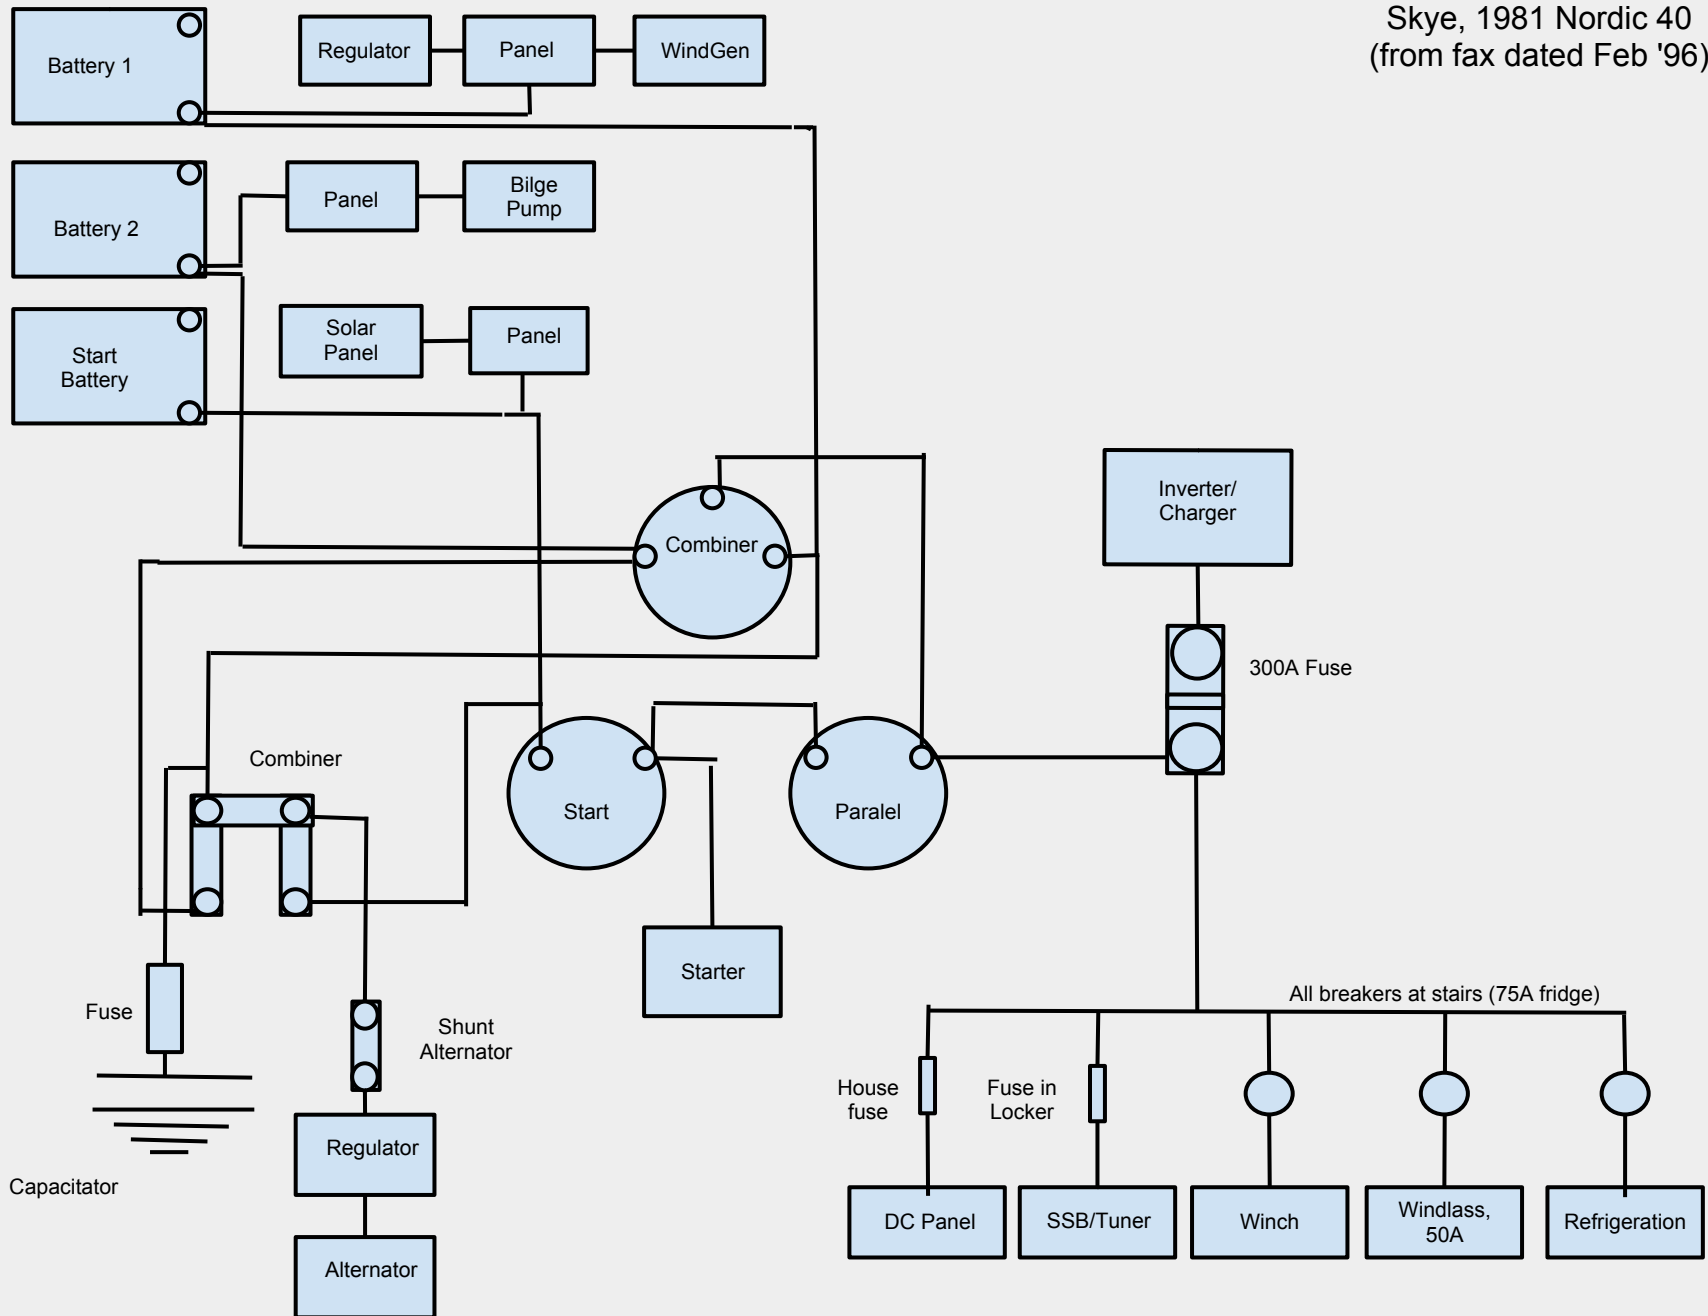 Skye, 1981 Nordic 40
(from fax dated Feb '96)
Battery 1
Regulator
Panel
WindGen
Battery 2
Panel
Bilge
Pump
Start
Battery
Solar
Panel
Panel
Combiner
Inverter/
Charger
300A Fuse
Combiner
Start
Paralel
Starter
Fuse
Shunt
Alternator
Regulator
Alternator
Capacitator
All breakers at stairs (75A fridge)
House
fuse
Fuse in
Locker
DC Panel
SSB/Tuner
Winch
Windlass,
50A
Refrigeration